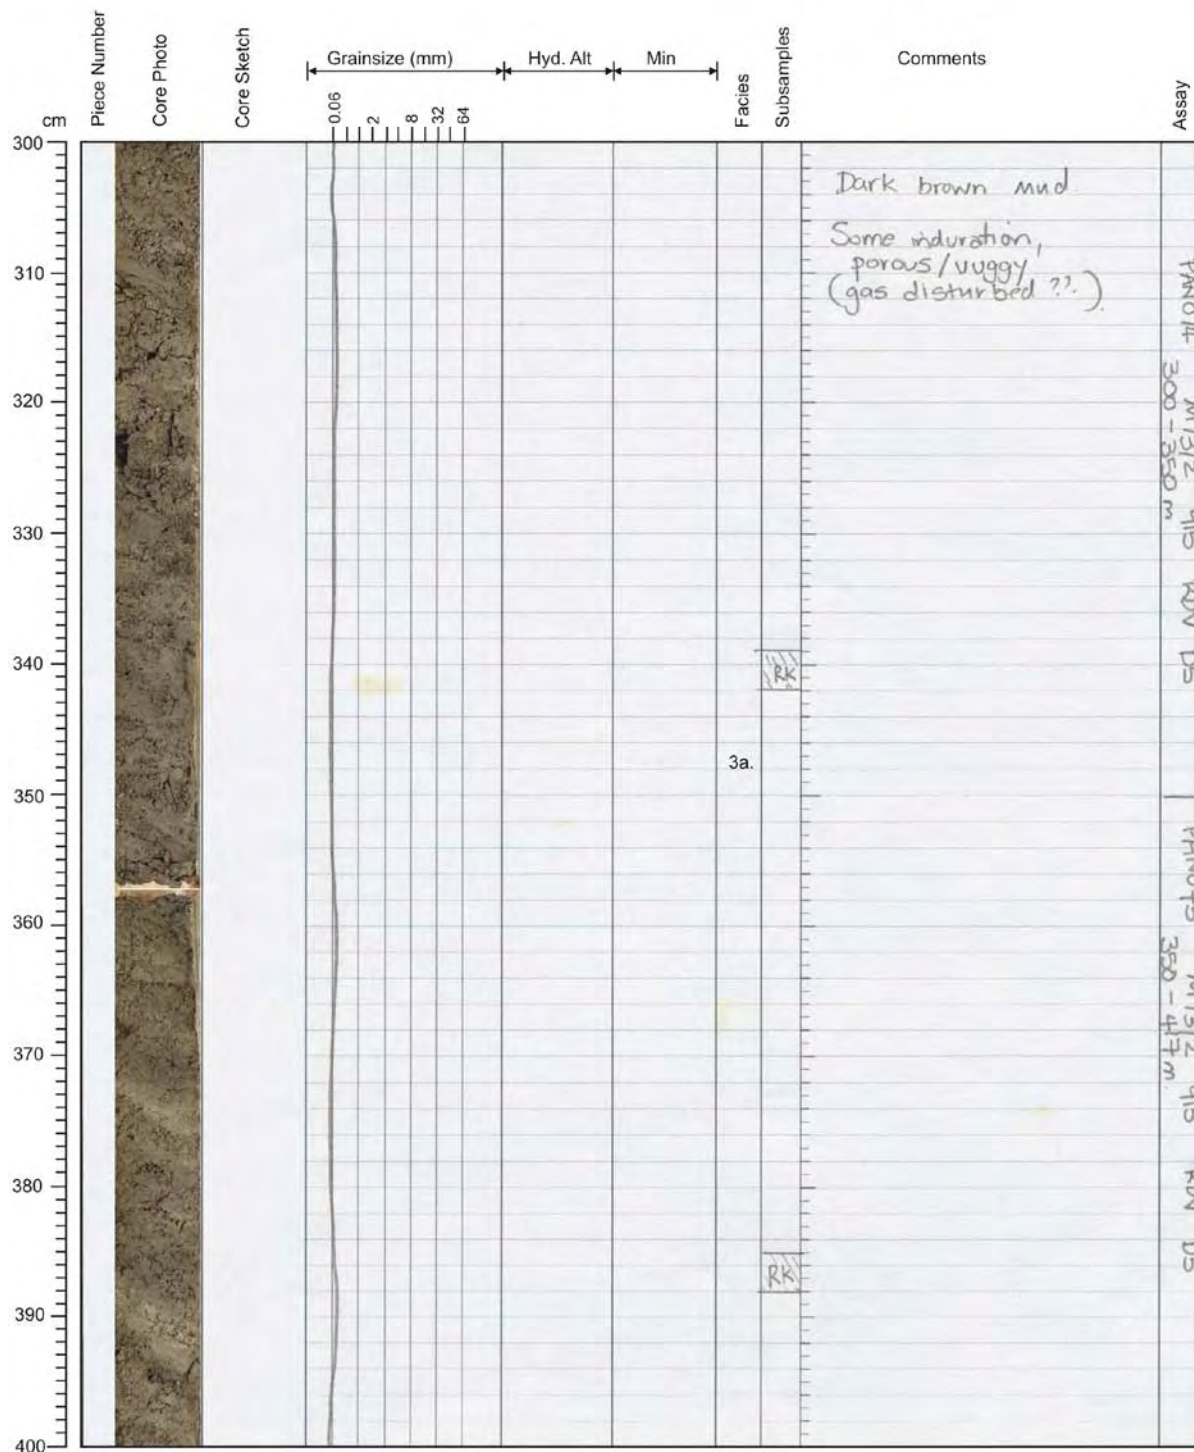 Piece Number
Core Photo
Core Sketch
Grainsize (mm)
Hyd. Alt
Min
Facies
Subsamples
Comments
Assay
cm
0.06
2
8
32
64
300
310
320
330
340
350
360
370
380
390
400
Dark brown mud
Some induration,
porous/vuggy
(gas disturbed ??.)
RK
3a.
RK
300 - 350 m
350 - 417 m